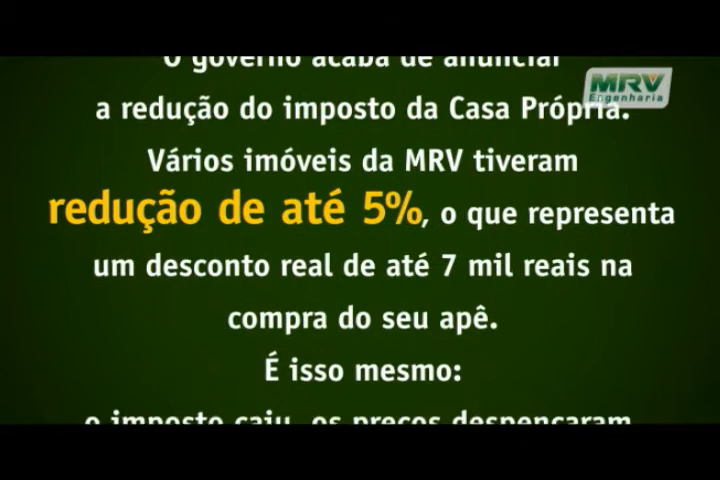 O governo acaba de anunciar
a redução do imposto da Casa Própria.
Vários imóveis da MRV tiveram
redução de até 5%, o que representa
um desconto real de até 7 mil reais na
compra do seu apê.
É isso mesmo:
o imposto caiu, os preços despencaram
MRV
Engenharia